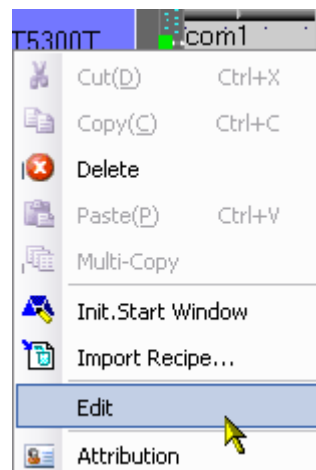 T5300T com1
Cut(D) Ctrl+X
Copy(C) Ctrl+C
Delete
Paste(P) Ctrl+V
Multi-Copy
Init.Start Window
Import Recipe...
Edit
Attribution